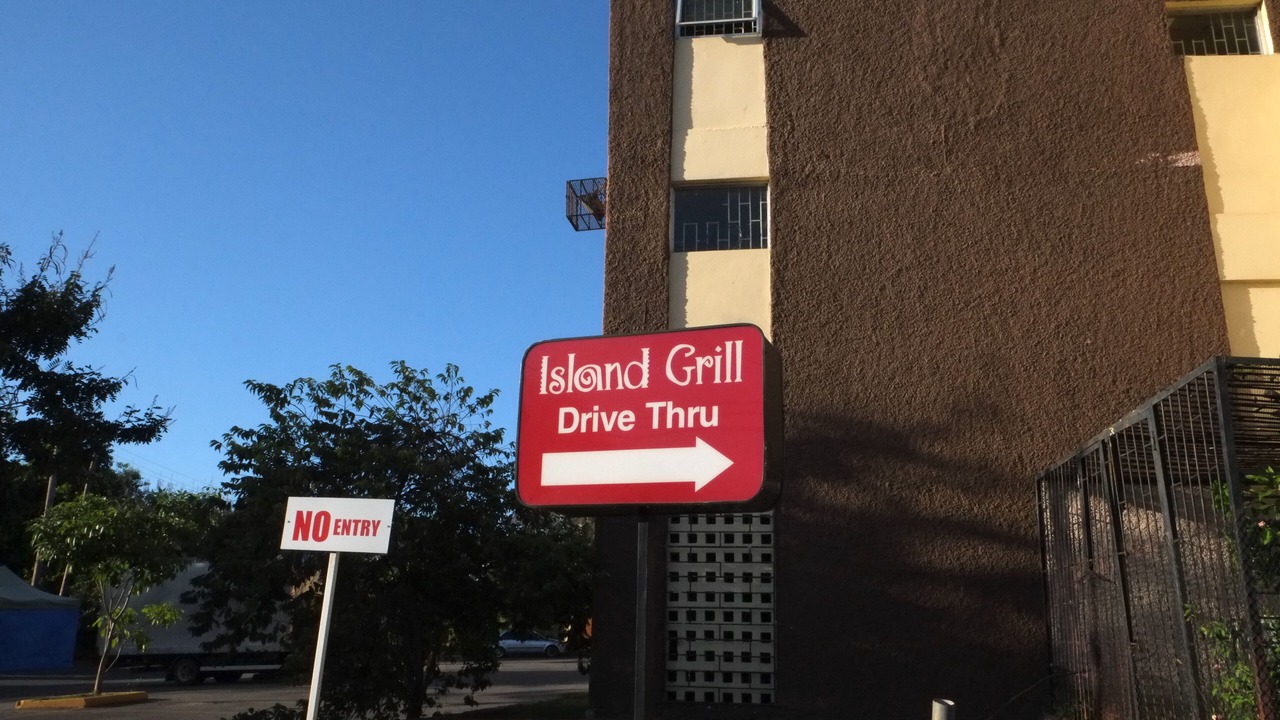 Island Grill
Drive Thru
NO ENTRY